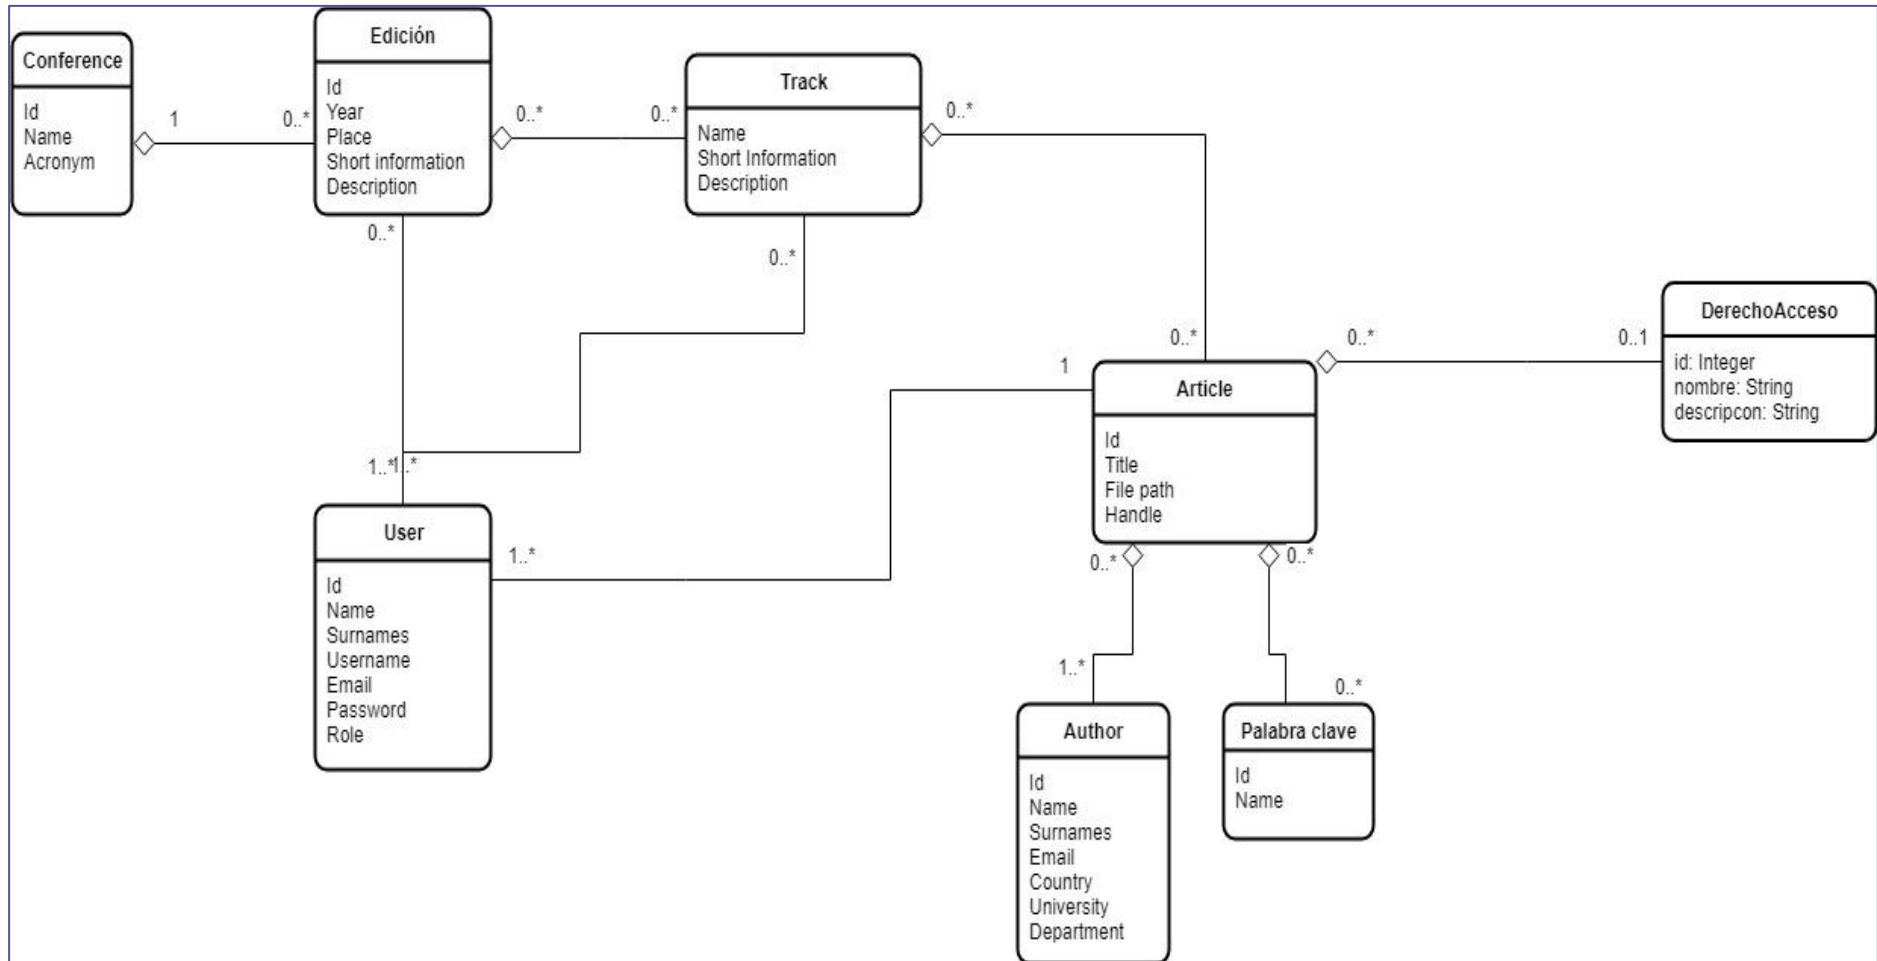 Conference
Id
Name
Acronym
1
0..*
Edición
Id
Year
Place
Short information
Description
0..*
0..*
Track
Name
Short Information
Description
0..*
0..*
0..*
0..*
1..*
1..*
User
Id
Name
Surnames
Username
Email
Password
Role
1..*
1
Article
Id
Title
File path
Handle
0..*
0..1
DerechoAcceso
id: Integer
nombre: String
descripcon: String
0..*
0..*
1..*
0..*
Author
Id
Name
Surnames
Email
Country
University
Department
Palabra clave
Id
Name